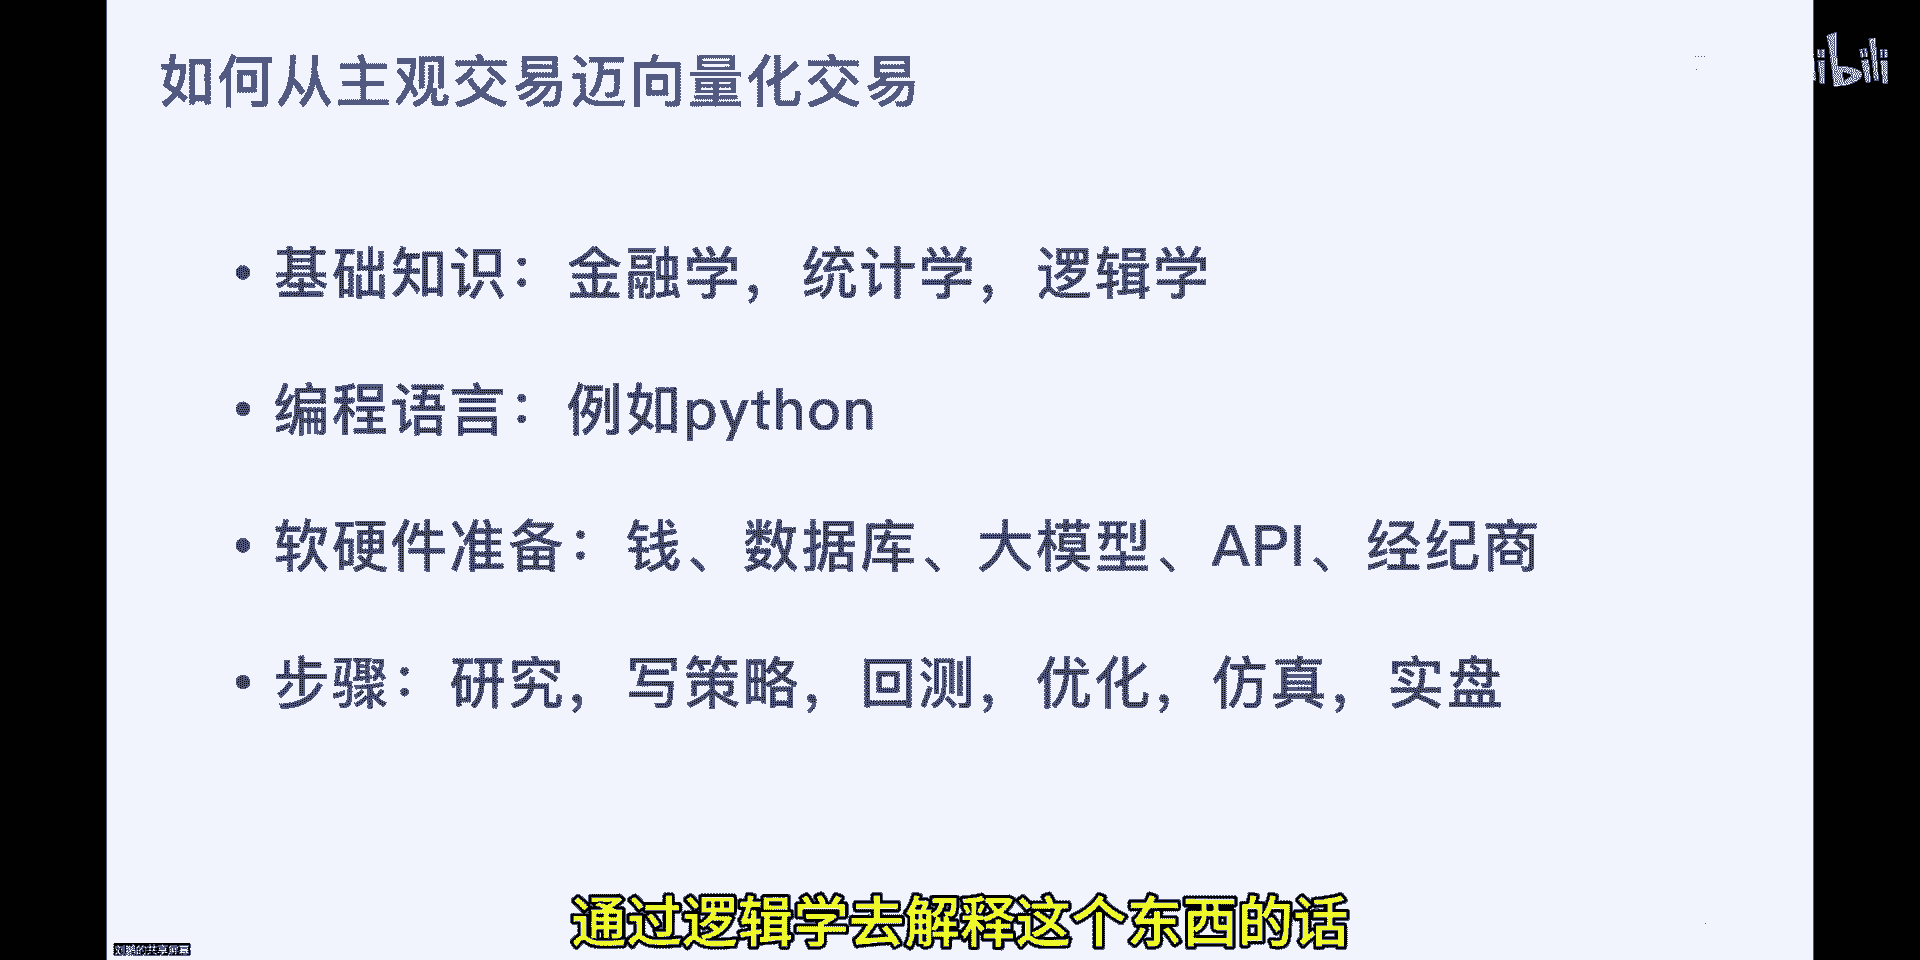 如何从主观交易迈向量化交易
bili
• 基础知识：金融学，统计学，逻辑学
• 编程语言：例如python
• 软硬件准备：钱、数据库、大模型、API、经纪商
• 步骤：研究，写策略，回测，优化，仿真，实盘
通过逻辑学去解释这个东西的话
的共享屏幕